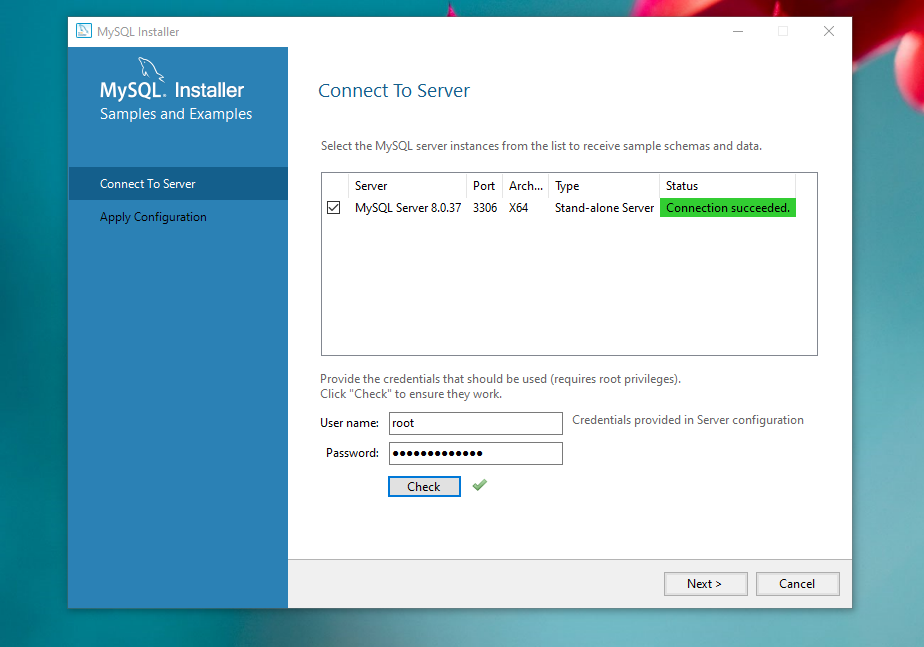 MySQL Installer
MySQL. Installer
Samples and Examples
Connect To Server
Apply Configuration
Connect To Server
Select the MySQL server instances from the list to receive sample schemas and data.
Server Port Arch... Type Status
MySQL Server 8.0.37 3306 X64 Stand-alone Server Connection succeeded.
Provide the credentials that should be used (requires root privileges).
Click "Check" to ensure they work.
User name: root Credentials provided in Server configuration
Password: •••••••••••••
Check
Next > Cancel